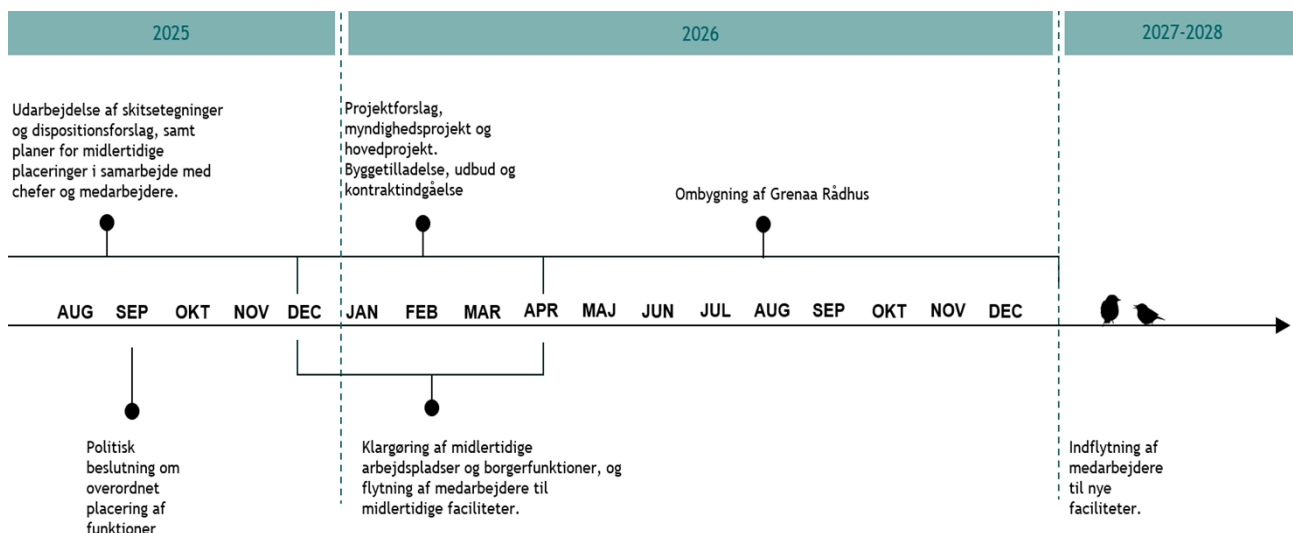 2025
2026
2027-2028
Udarbejdelse af skitsetegninger
og dispositionsforslag, samt
planer for midlertidige
placeringer i samarbejde med
chefer og medarbejdere.
Projektforslag,
myndighedsprojekt og
hovedprojekt.
Byggetilladelse, udbud og
kontraktindgåelse
Ombygning af Grenaa Rådhus
AUG SEP OKT NOV DEC JAN FEB MAR APR MAJ JUN JUL AUG SEP OKT NOV DEC
Politisk
beslutning om
overordnet
placering af
funktioner
Klargøring af midlertidige
arbejdspladser og borgerfunktioner, og
flytning af medarbejdere til
midlertidige faciliteter.
Indflytning af
medarbejdere
til nye
faciliteter.